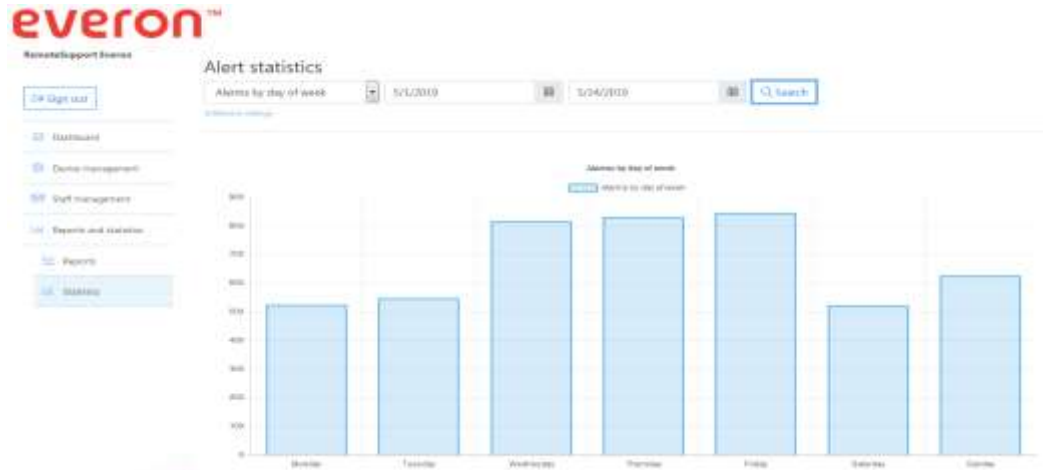 everon™
RemoteSupport license
Sign out
Dashboard
Device management
Staff management
Reports and statistics
Reports
Statistics
Alert statistics
Alarms by day of week 5/1/2019 5/24/2019 Search
Alarms by day of week
Alarms by day of week
900
800
700
600
500
400
300
200
100
0
Monday Tuesday Wednesday Thursday Friday Saturday Sunday